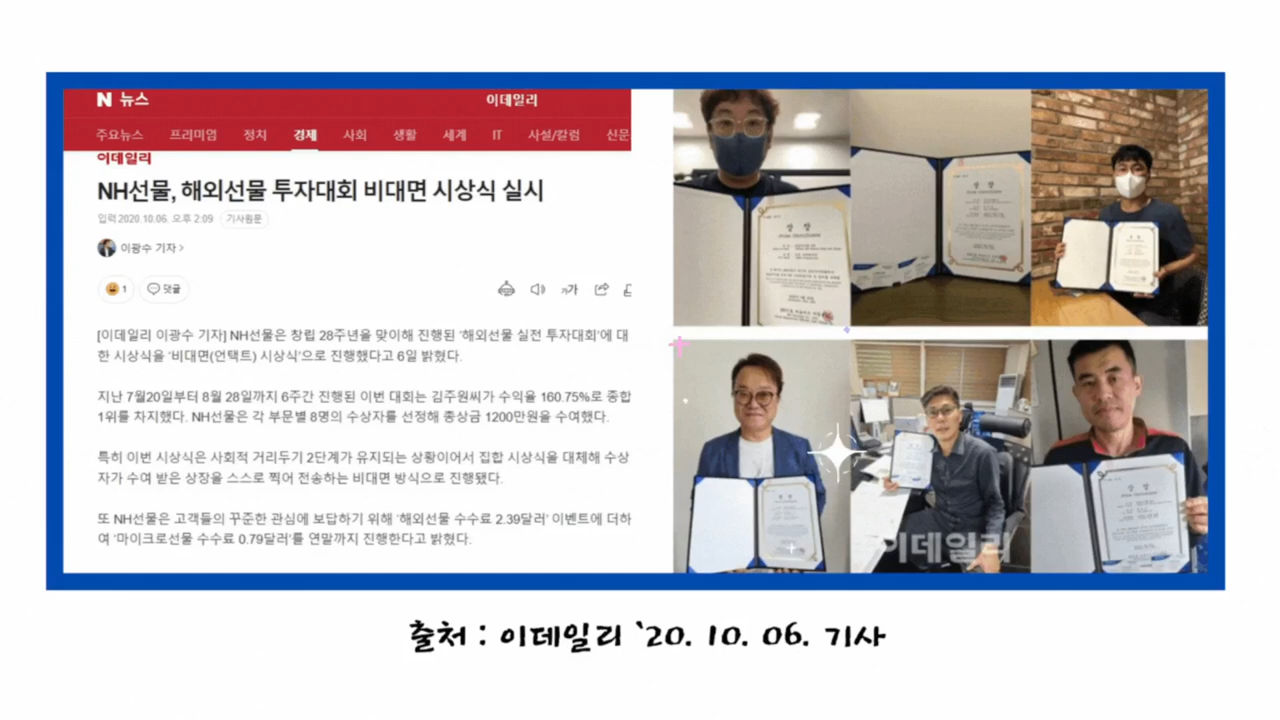 N 뉴스
이데일리
주요뉴스 프리미엄 정치 경제 사회 생활 세계 IT 사설/칼럼 신문
이데일리
NH선물, 해외선물 투자대회 비대면 시상식 실시
입력 2020.10.06. 오후 2:09 기사원문
이광수 기자
1 댓글
가가
[이데일리 이광수 기자] NH선물은 창립 28주년을 맞이해 진행된 '해외선물 실전 투자대회'에 대
한 시상식을 '비대면(언택트) 시상식'으로 진행했다고 6일 밝혔다.
지난 7월20일부터 8월 28일까지 6주간 진행된 이번 대회는 김주원씨가 수익율 160.75%로 종합
1위를 차지했다. NH선물은 각 부문별 8명의 수상자를 선정해 총상금 1200만원을 수여했다.
특히 이번 시상식은 사회적 거리두기 2단계가 유지되는 상황이어서 집합 시상식을 대체해 수상
자가 수여 받은 상장을 스스로 찍어 전송하는 비대면 방식으로 진행됐다.
또 NH선물은 고객들의 꾸준한 관심에 보답하기 위해 '해외선물 수수료 2.39달러' 이벤트에 더하
여 '마이크로선물 수수료 0.79달러'를 연말까지 진행한다고 밝혔다.
상 장
상 장
상 장
상 장
상 장
이데일리
출처 : 이데일리 '20. 10. 06. 기사